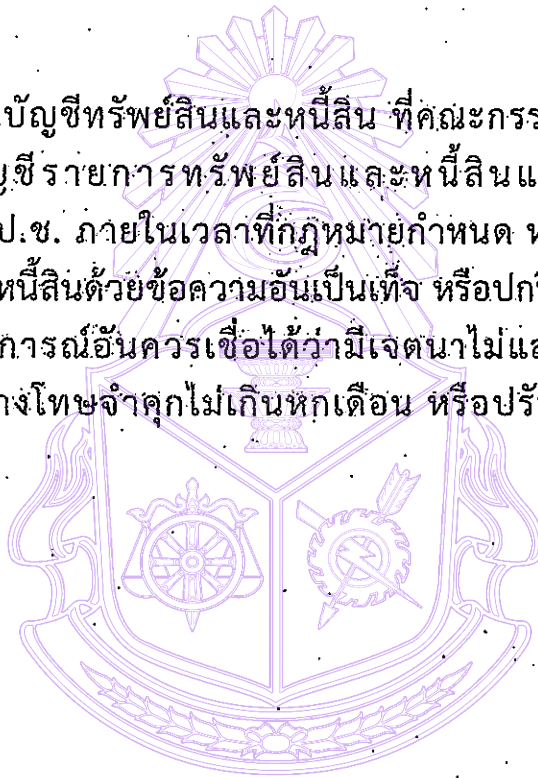 บัญชีทรัพย์สินและหนี้สิน ที่คณะกรร
ชีรายการทรัพย์สินและหนี้สินแ
ป.ช. ภายในเวลาที่กฎหมายกำหนด ห
หนี้สินด้วยข้อความอันเป็นเท็จ หรือปกปิ
การณ์อันควรเชื่อได้ว่ามีเจตนาไม่แส
างโทษจำคุกไม่เกินหกเดือน หรือปรับ